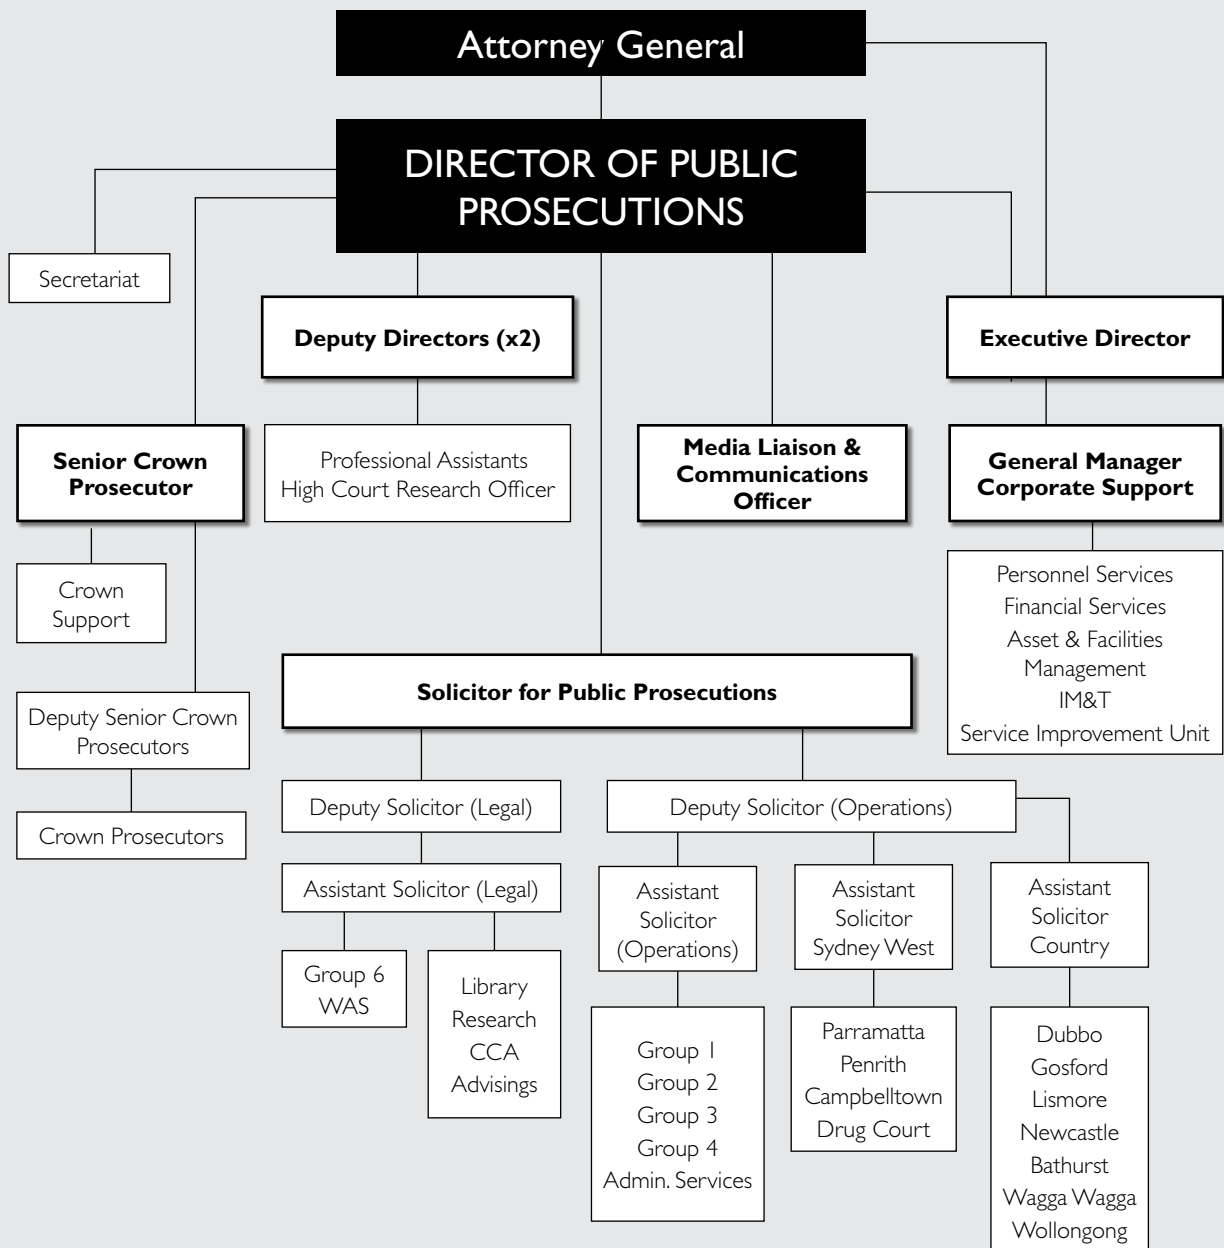 Attorney General
DIRECTOR OF PUBLIC
PROSECUTIONS
Secretariat
Deputy Directors (x2)
Executive Director
Senior Crown
Prosecutor
Professional Assistants
High Court Research Officer
Media Liaison &
Communications
Officer
General Manager
Corporate Support
Crown
Support
Personnel Services
Financial Services
Asset & Facilities
Management
IM&T
Service Improvement Unit
Solicitor for Public Prosecutions
Deputy Senior Crown
Prosecutors
Crown Prosecutors
Deputy Solicitor (Legal)
Deputy Solicitor (Operations)
Assistant Solicitor (Legal)
Assistant
Solicitor
(Operations)
Assistant
Solicitor
Sydney West
Assistant
Solicitor
Country
Group 6
WAS
Library
Research
CCA
Advisings
Group 1
Group 2
Group 3
Group 4
Admin. Services
Parramatta
Penrith
Campbelltown
Drug Court
Dubbo
Gosford
Lismore
Newcastle
Bathurst
Wagga Wagga
Wollongong